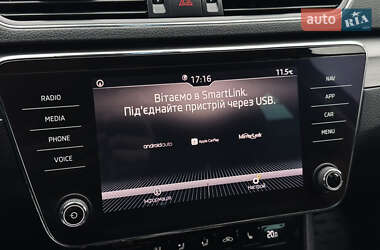 auto RIA
17:16
11.5
RADIO
MEDIA
PHONE
VOICE
NAV
APP
CAR
MENU
Вітаємо в SmartLink.
Під'єднайте пристрій через USB.
androidauto
Apple CarPlay
MirrorLink
20